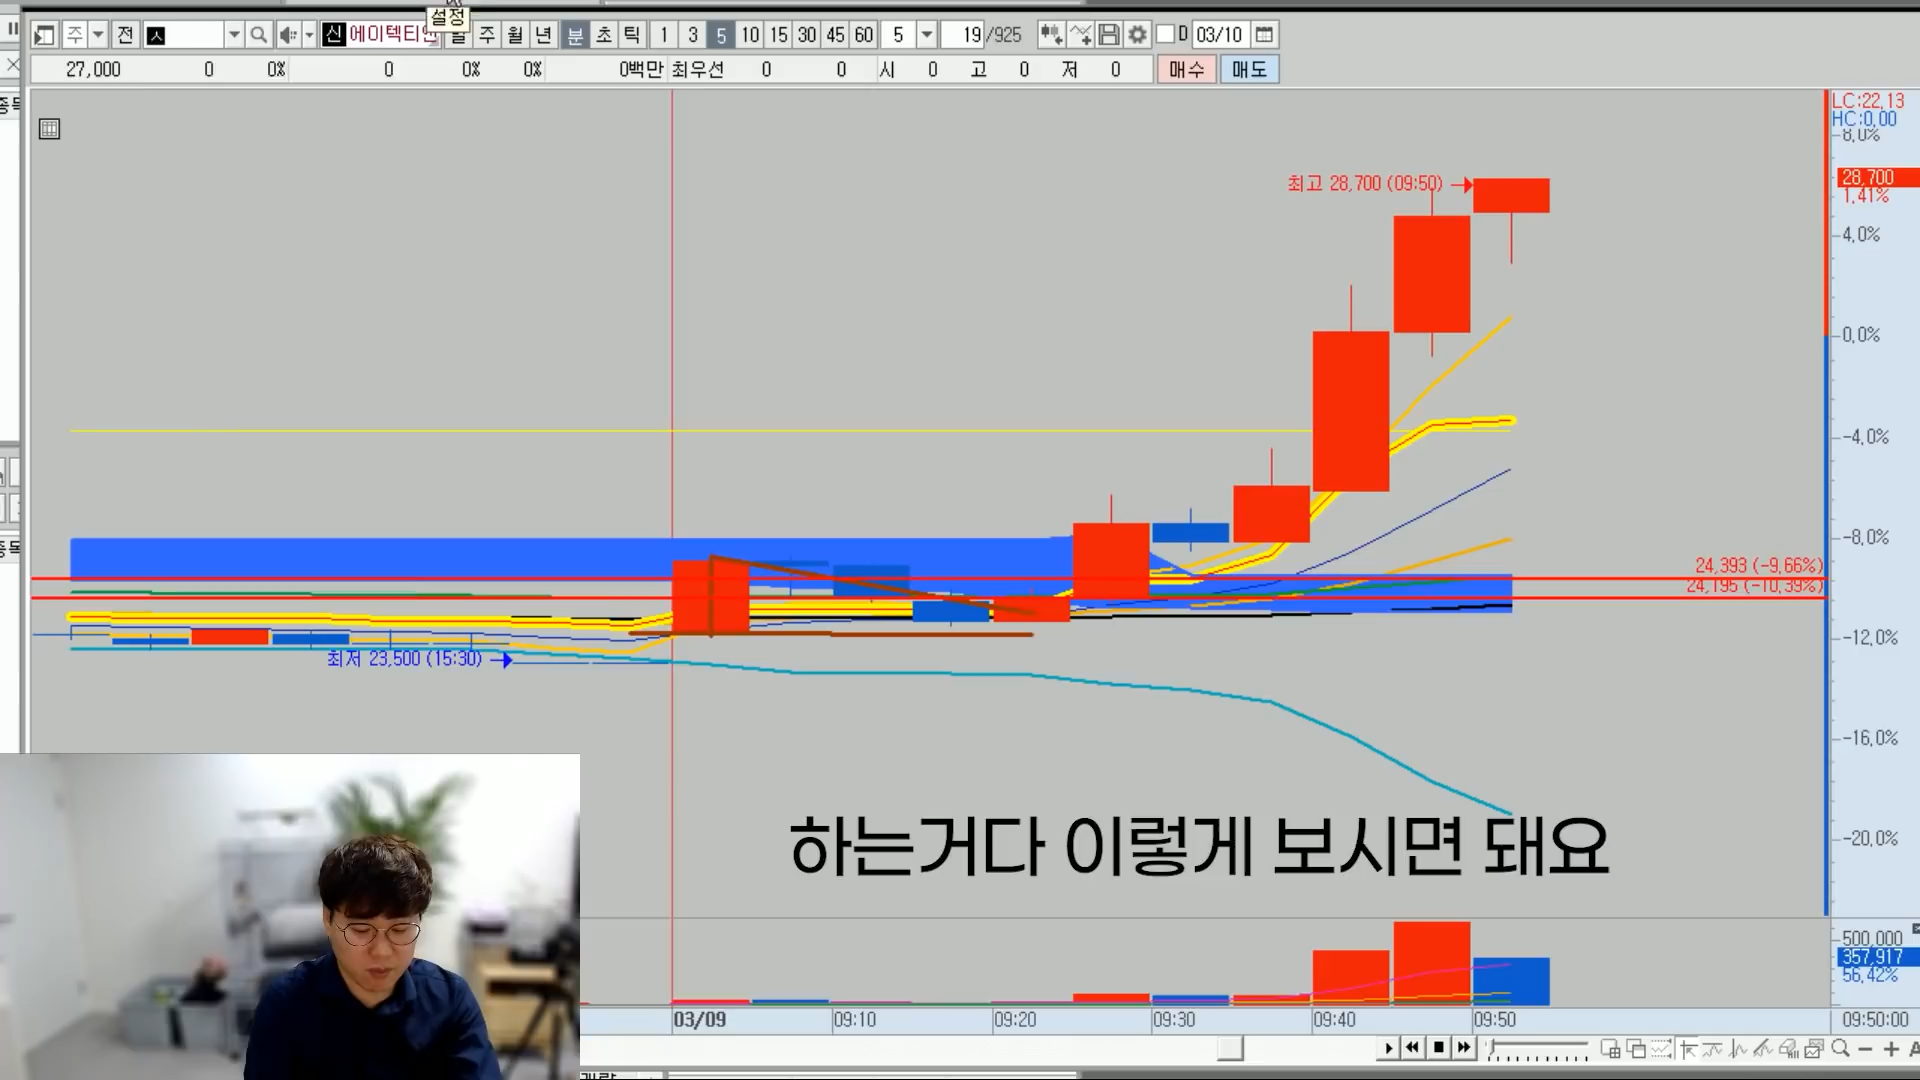 설정
주 전 신 에이티 주 월 년 분 초 틱 1 3 5 10 15 30 45 60 5 19 /925 D 03/10
27,000 0 0% 0 0% 0% 0백만 최우선 0 0 시 0 고 0 저 0 매수 매도
LC:22,13
HC:0,00
8,0%
최고 28,700 (09:50)
28,700
1,41%
4,0%
0,0%
-4,0%
-8,0%
24,393 (-9,66%)
24,195 (-10,39%)
-12,0%
최저 23,500 (15:30)
-16,0%
-20,0%
하는거다 이렇게 보시면 돼요
500,000
357,917
56,42%
03/09 09:10 09:20 09:30 09:40 09:50 09:50:00